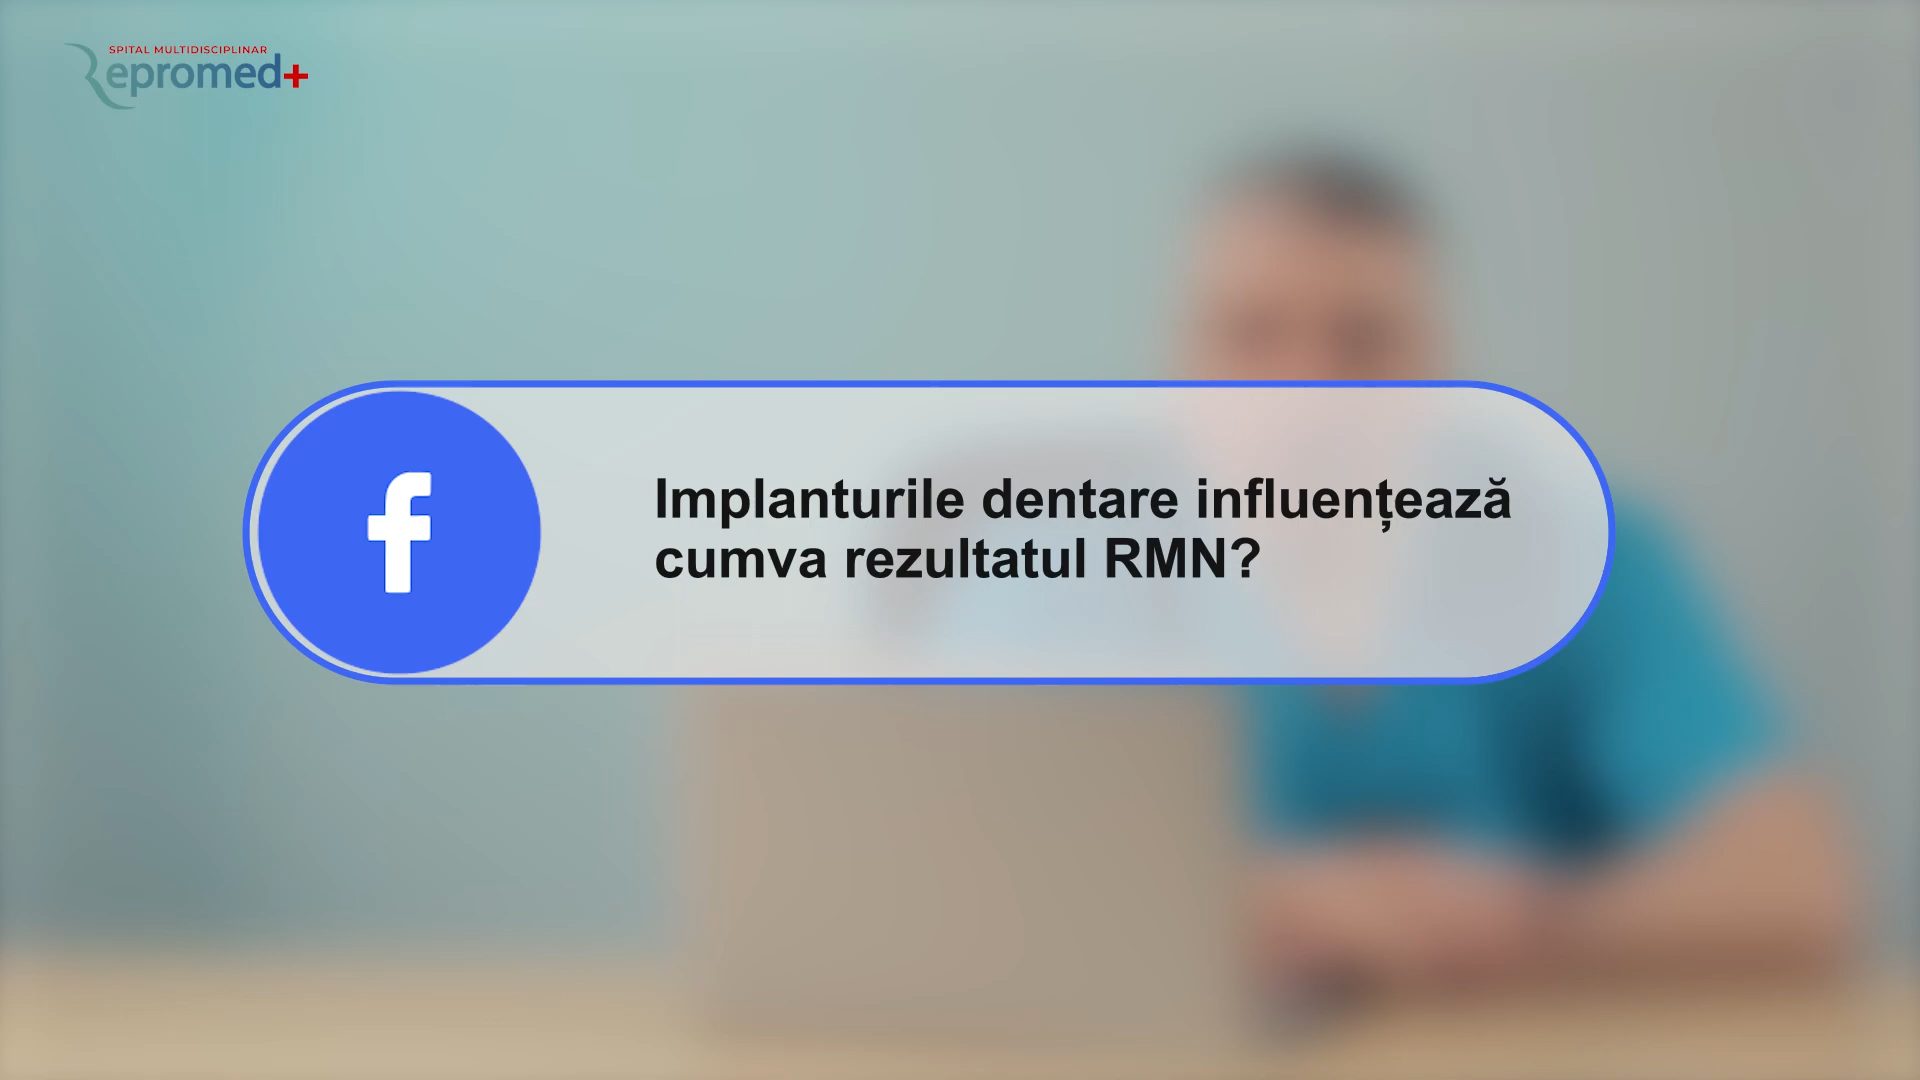 SPITAL MULTIDISCIPLINAR
Repromed+
Implanturile dentare influențează
cumva rezultatul RMN?